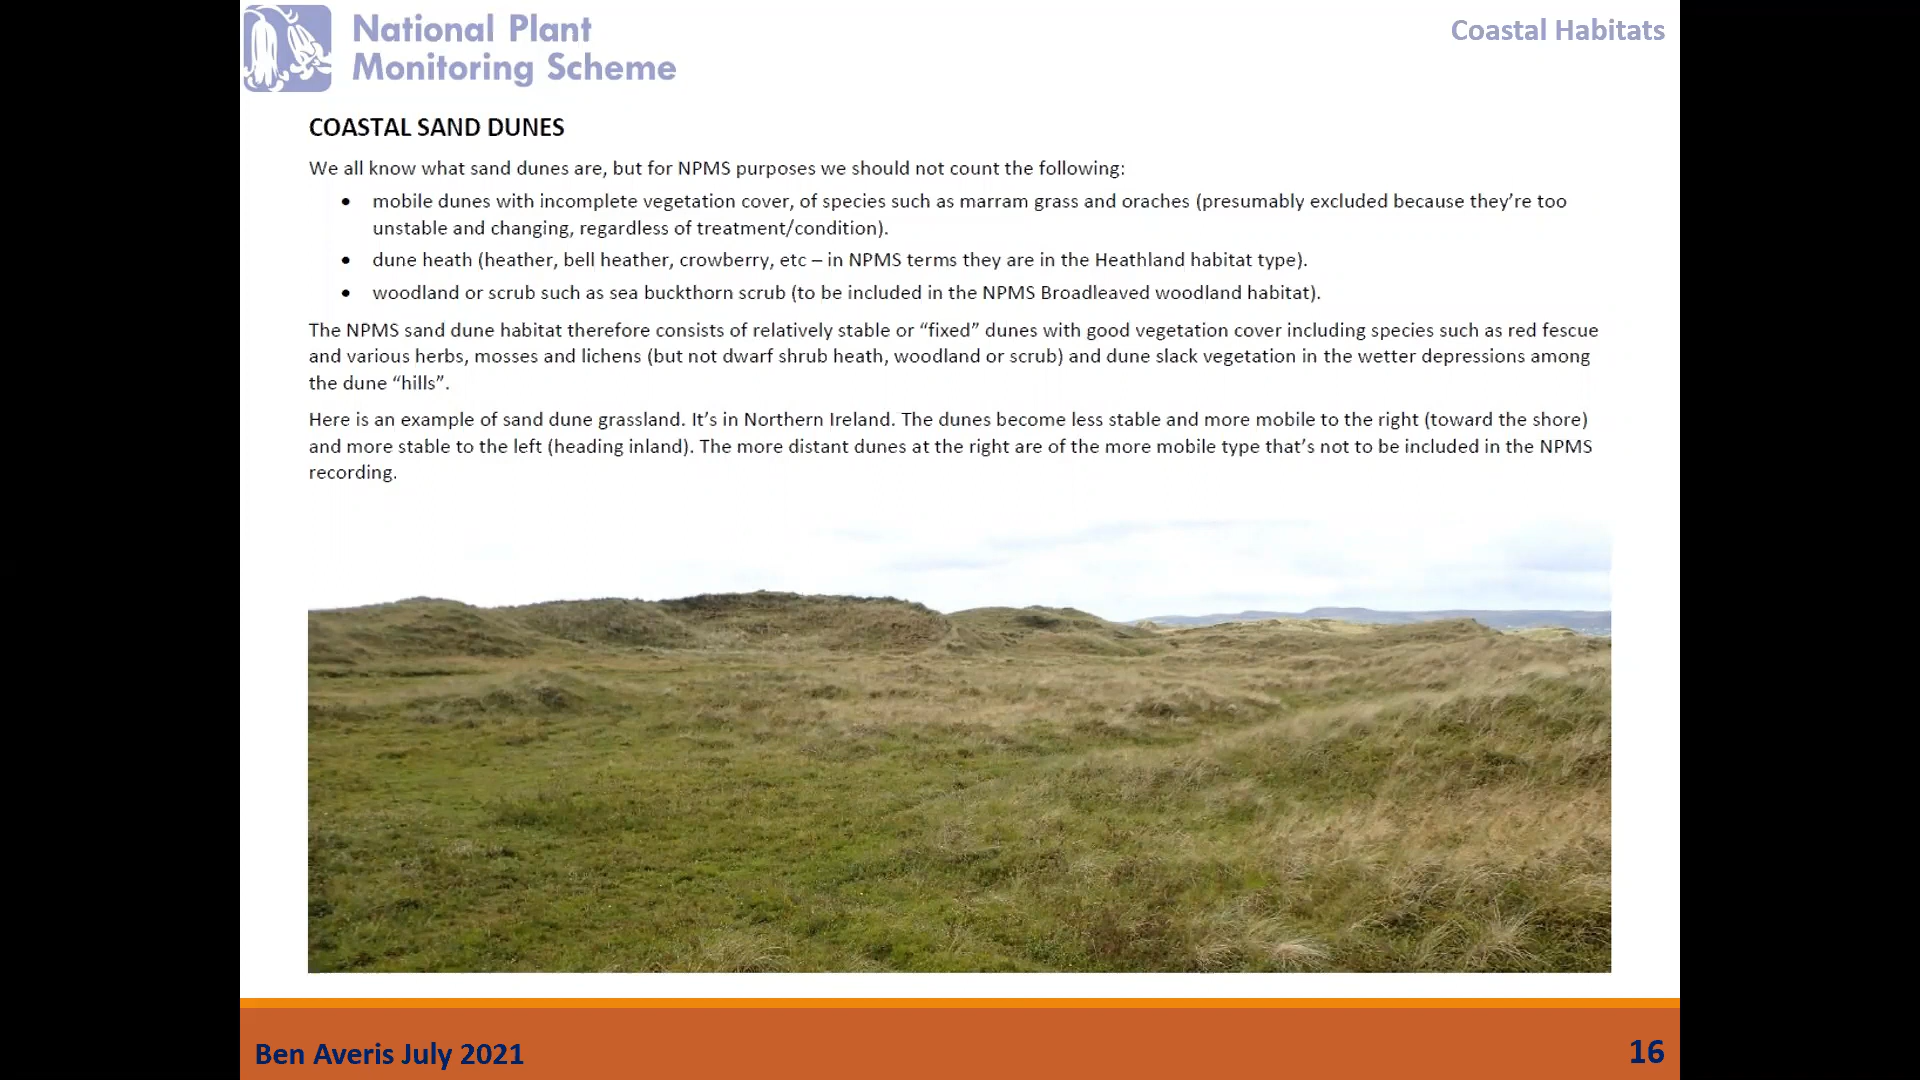 National Plant
Monitoring Scheme
Coastal Habitats
COASTAL SAND DUNES
We all know what sand dunes are, but for NPMS purposes we should not count the following:
• mobile dunes with incomplete vegetation cover, of species such as marram grass and oraches (presumably excluded because they’re too
unstable and changing, regardless of treatment/condition).
• dune heath (heather, bell heather, crowberry, etc – in NPMS terms they are in the Heathland habitat type).
• woodland or scrub such as sea buckthorn scrub (to be included in the NPMS Broadleaved woodland habitat).
The NPMS sand dune habitat therefore consists of relatively stable or “fixed” dunes with good vegetation cover including species such as red fescue
and various herbs, mosses and lichens (but not dwarf shrub heath, woodland or scrub) and dune slack vegetation in the wetter depressions among
the dune “hills”.
Here is an example of sand dune grassland. It’s in Northern Ireland. The dunes become less stable and more mobile to the right (toward the shore)
and more stable to the left (heading inland). The more distant dunes at the right are of the more mobile type that’s not to be included in the NPMS
recording.
Ben Averis July 2021
16